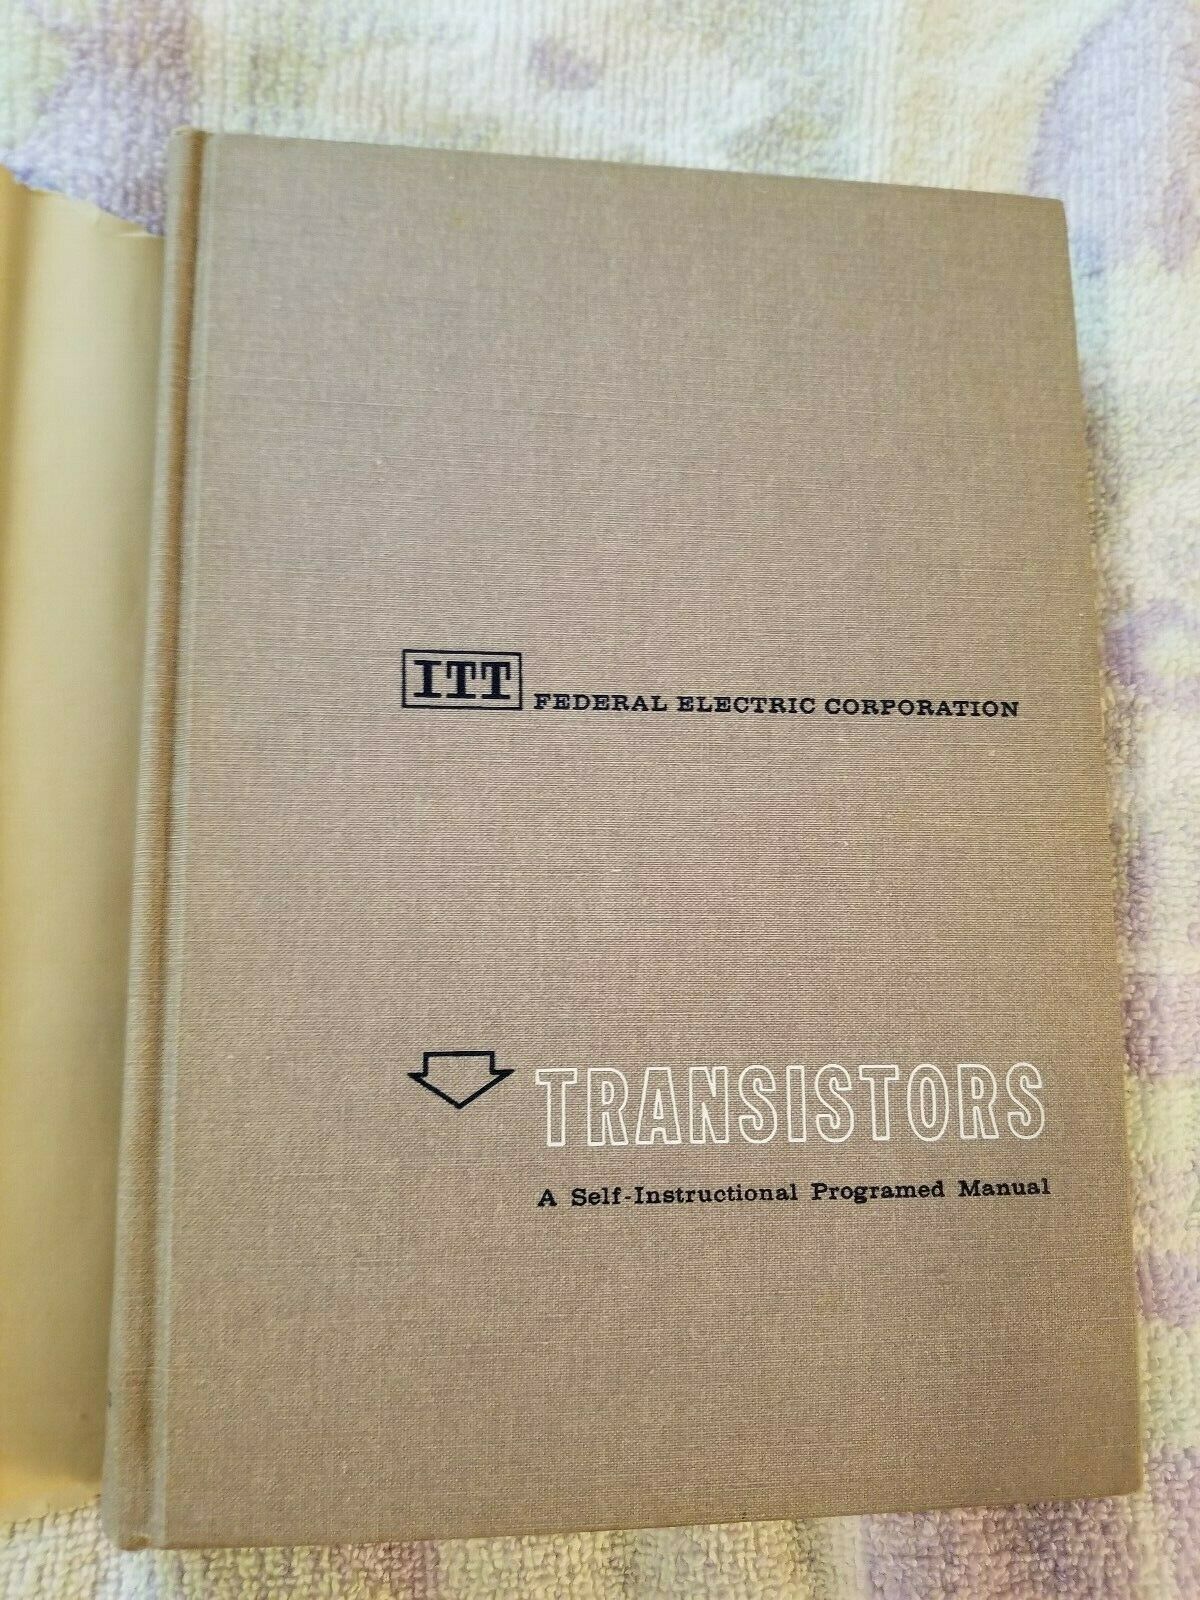 ITT FEDERAL ELECTRIC CORPORATION
TRANSISTORS
A Self-Instructional Programed Manual